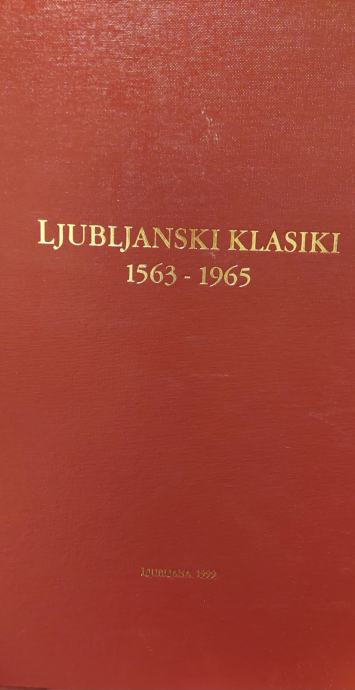 LJUBLJANSKI KLASIKI
1563 - 1965
LJUBLJANA, 1999